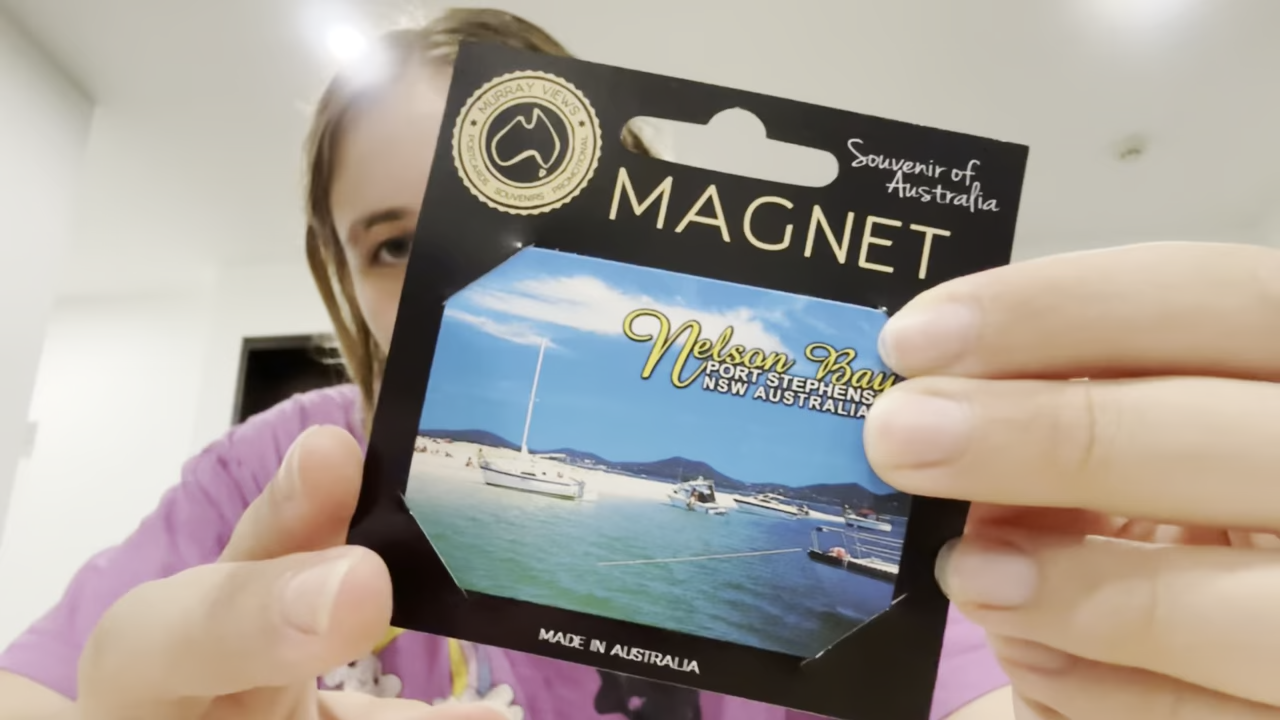 MURRAY VIEWS
POSTCARDS · SOUVENIRS · PROMOTIONAL
Souvenir of
Australia
MAGNET
Nelson Bay
PORT STEPHENS
NSW AUSTRALIA
MADE IN AUSTRALIA